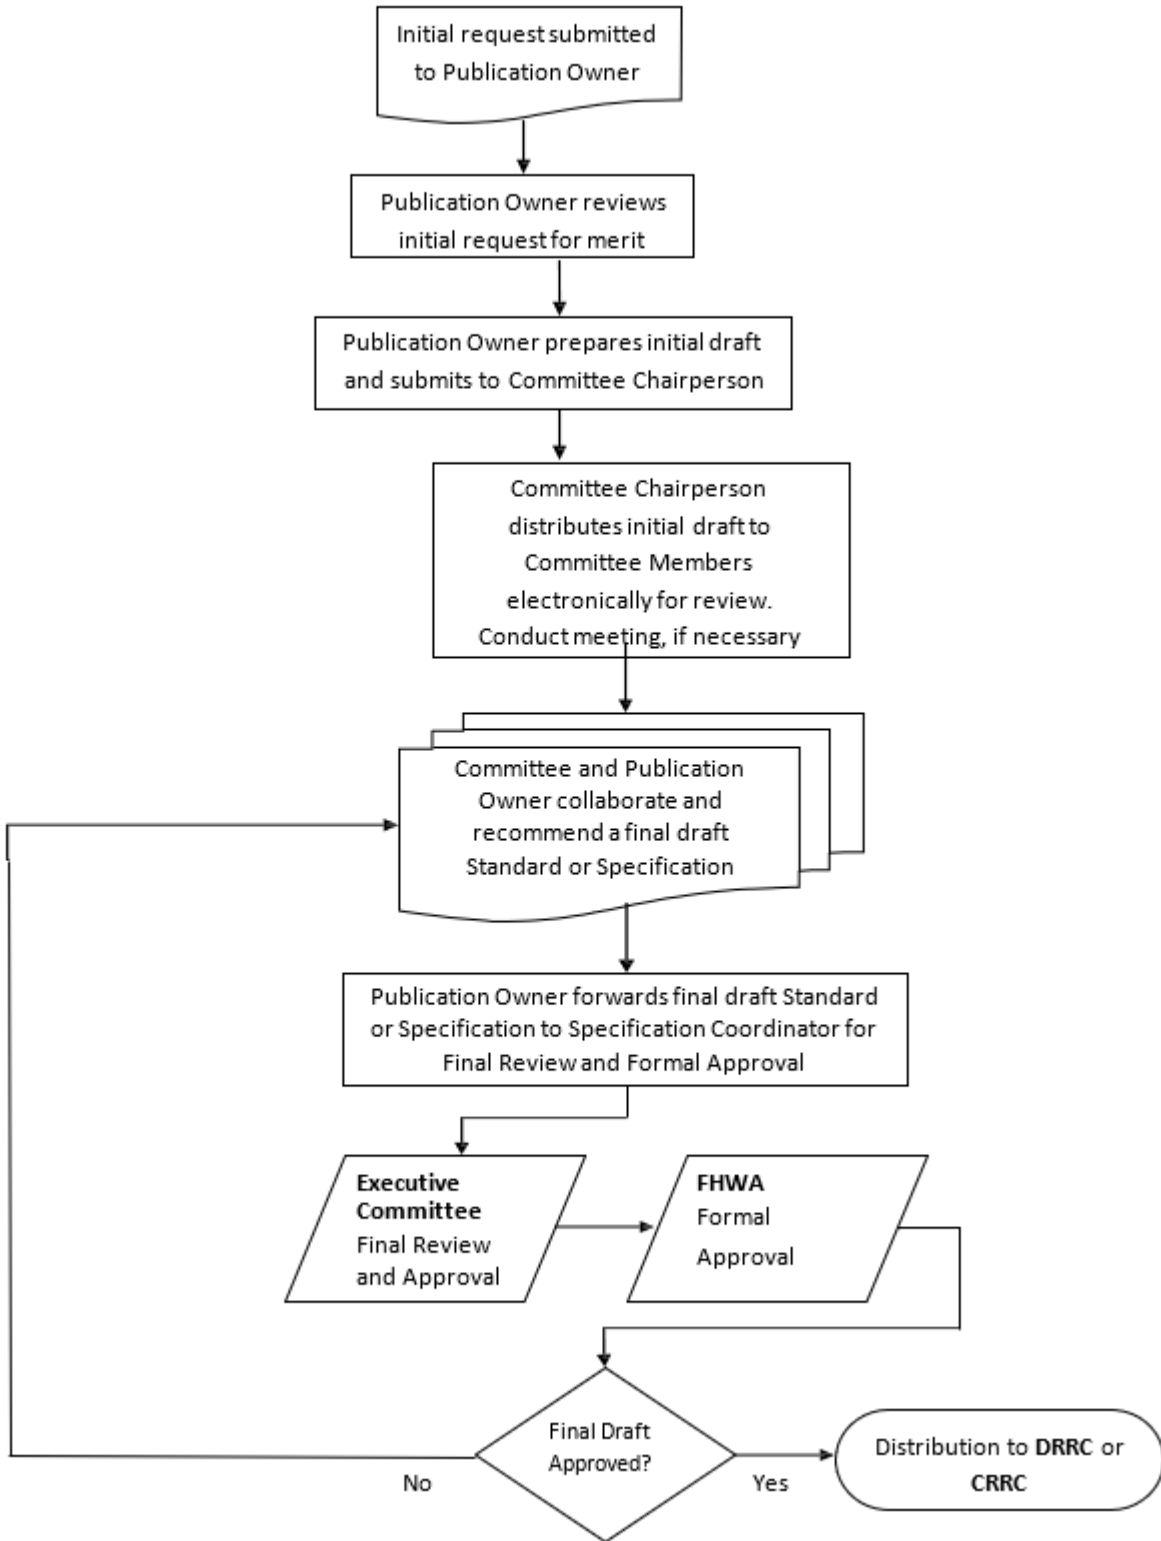 Initial request submitted
to Publication Owner
Publication Owner reviews
initial request for merit
Publication Owner prepares initial draft
and submits to Committee Chairperson
Committee Chairperson
distributes initial draft to
Committee Members
electronically for review.
Conduct meeting, if necessary
Committee and Publication
Owner collaborate and
recommend a final draft
Standard or Specification
Publication Owner forwards final draft Standard
or Specification to Specification Coordinator for
Final Review and Formal Approval
Executive
Committee
Final Review
and Approval
FHWA
Formal
Approval
Final Draft
Approved?
No
Yes
Distribution to DRRC or
CRRC